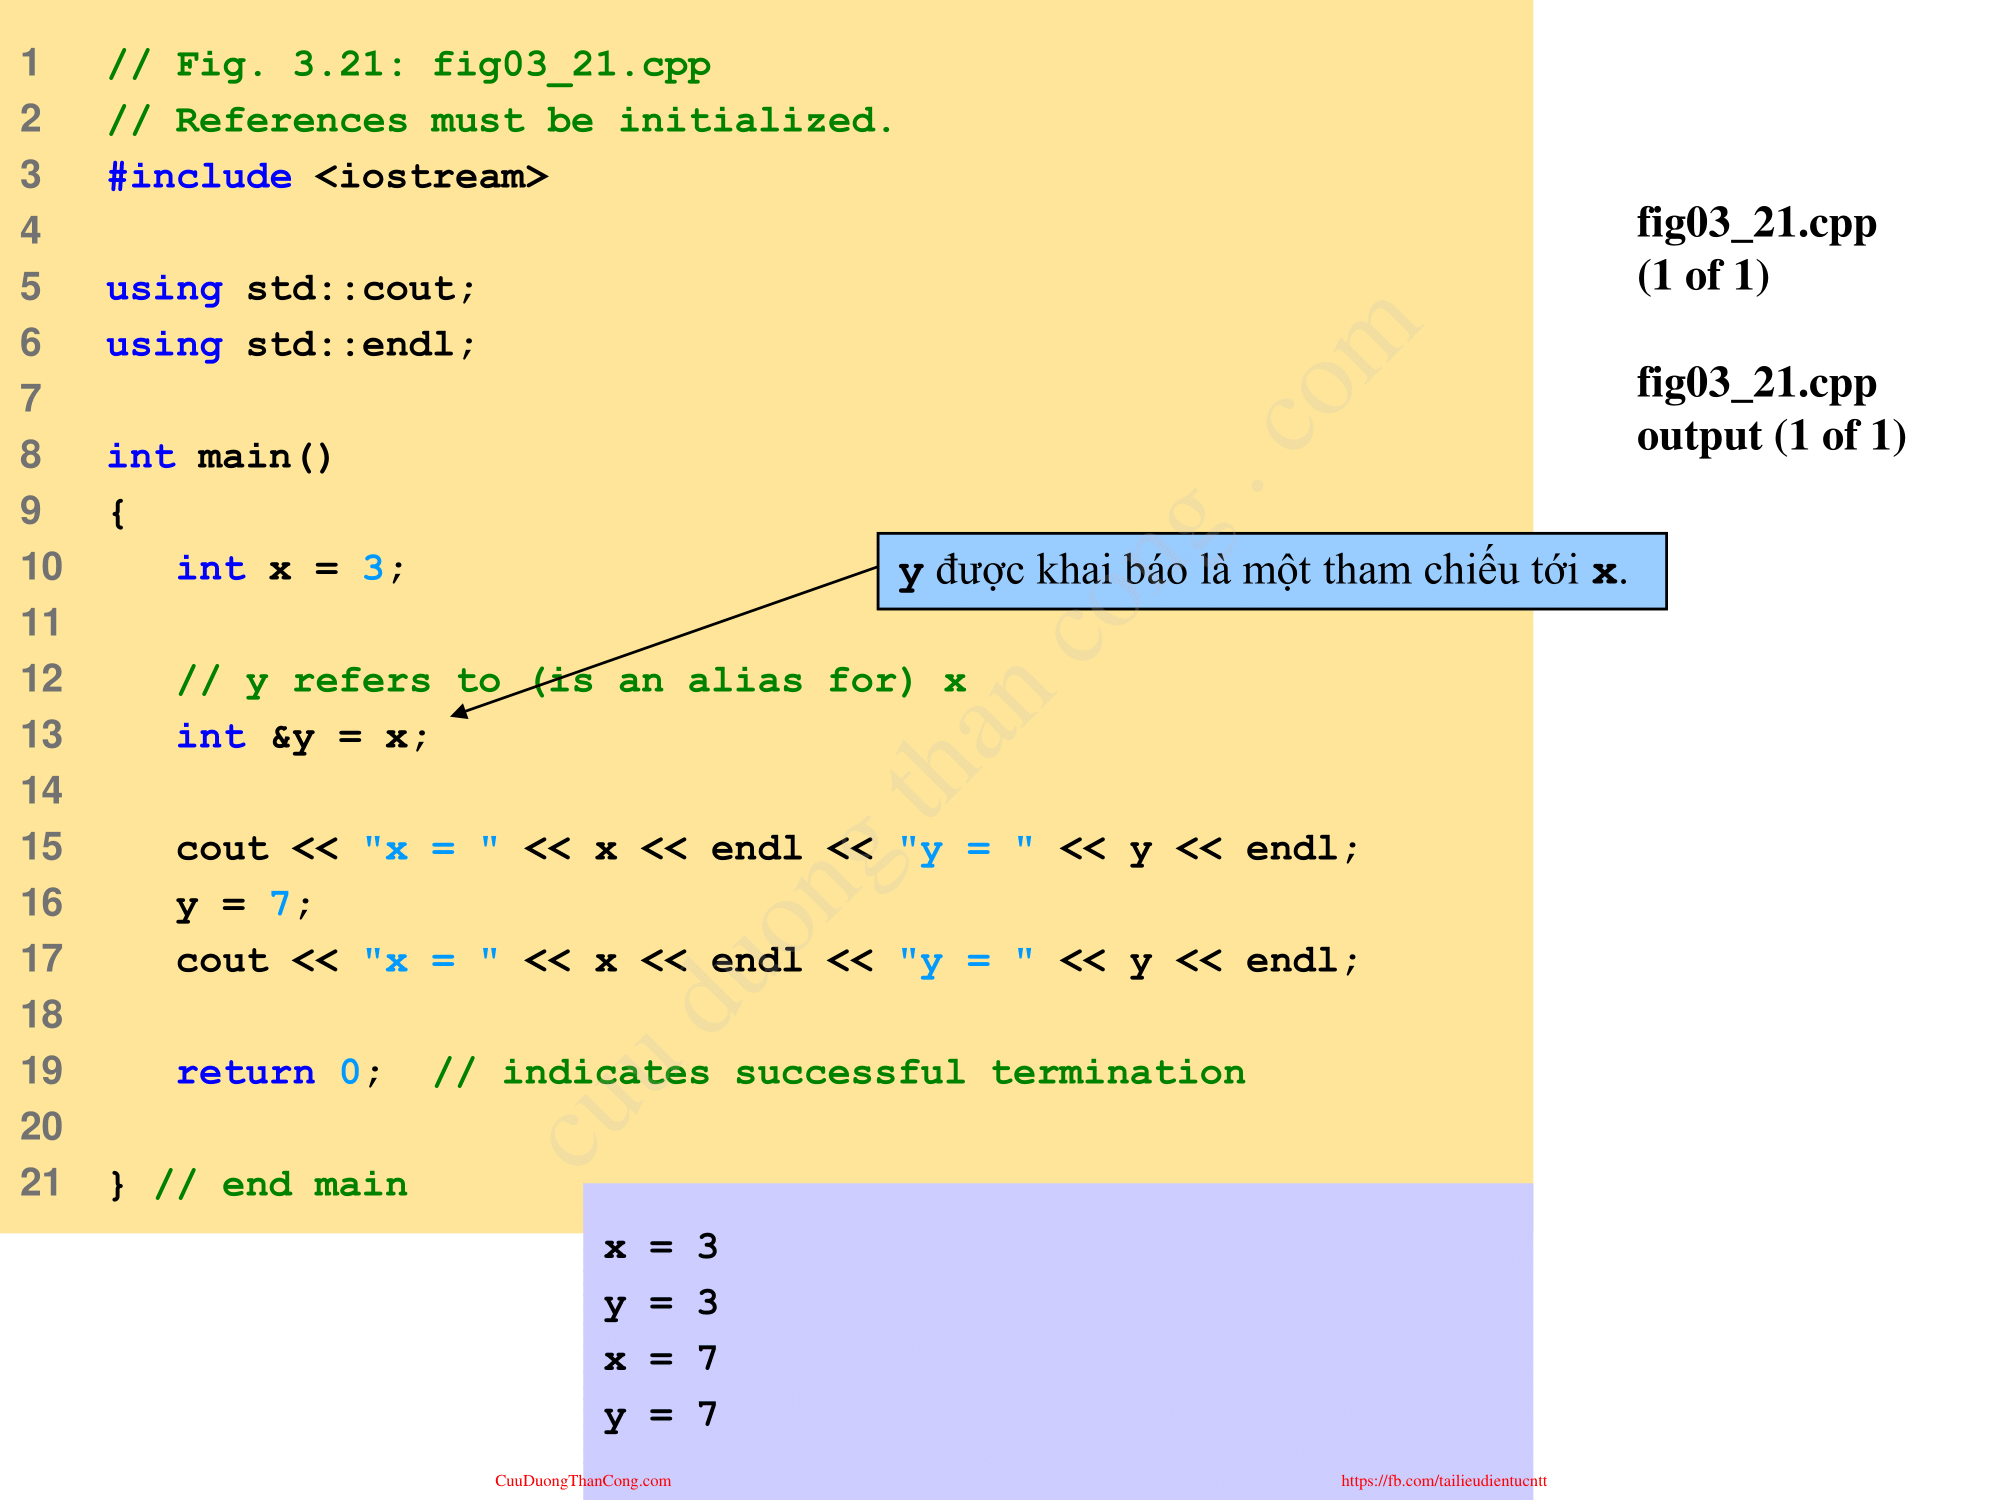 1 // Fig. 3.21: fig03_21.cpp
2 // References must be initialized.
3 #include <iostream>
4
5 using std::cout;
6 using std::endl;
7
8 int main()
9 {
10 int x = 3;
11
12 // y refers to (is an alias for) x
13 int &y = x;
14
15 cout << "x = " << x << endl << "y = " << y << endl;
16 y = 7;
17 cout << "x = " << x << endl << "y = " << y << endl;
18
19 return 0; // indicates successful termination
20
21 } // end main
y được khai báo là một tham chiếu tới x.
fig03_21.cpp
(1 of 1)
fig03_21.cpp
output (1 of 1)
x = 3
y = 3
x = 7
y = 7
cuu duong than cong . com
CuuDuongThanCong.com
https://fb.com/tailieudientucntt